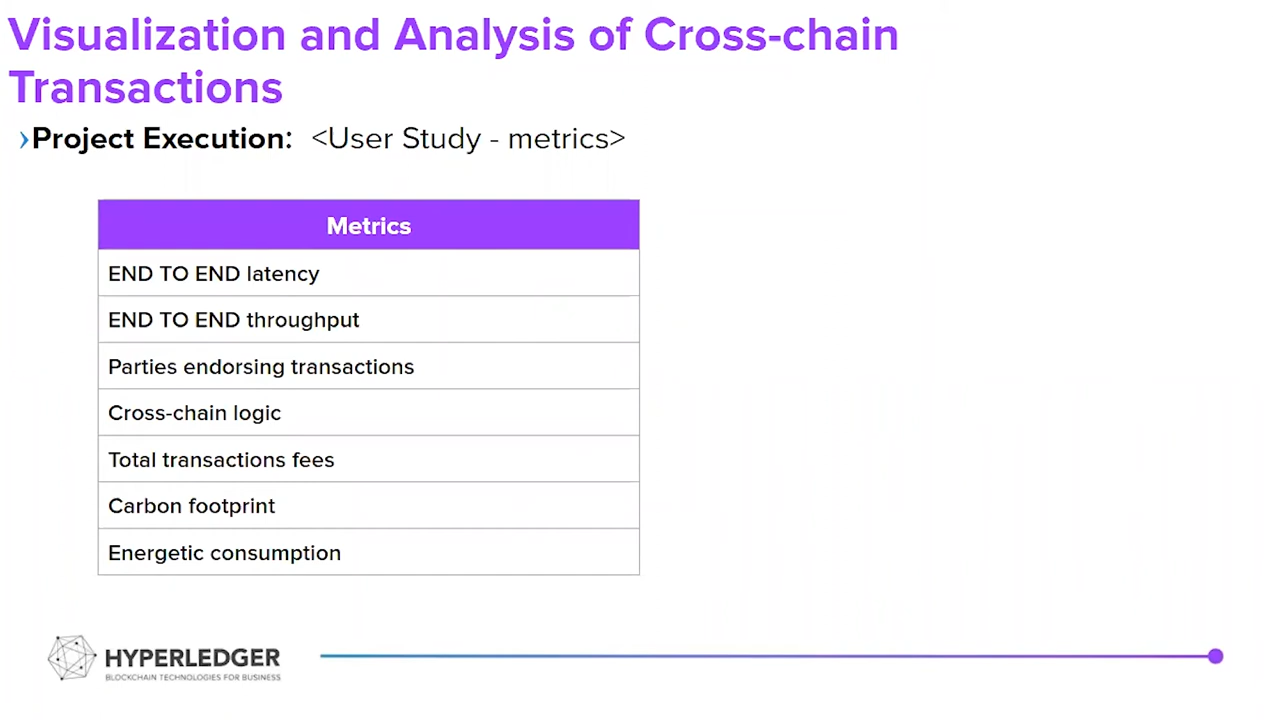 Visualization and Analysis of Cross-chain
Transactions
›Project Execution: <User Study - metrics>
Metrics
END TO END latency
END TO END throughput
Parties endorsing transactions
Cross-chain logic
Total transactions fees
Carbon footprint
Energetic consumption
HYPERLEDGER
BLOCKCHAIN TECHNOLOGIES FOR BUSINESS